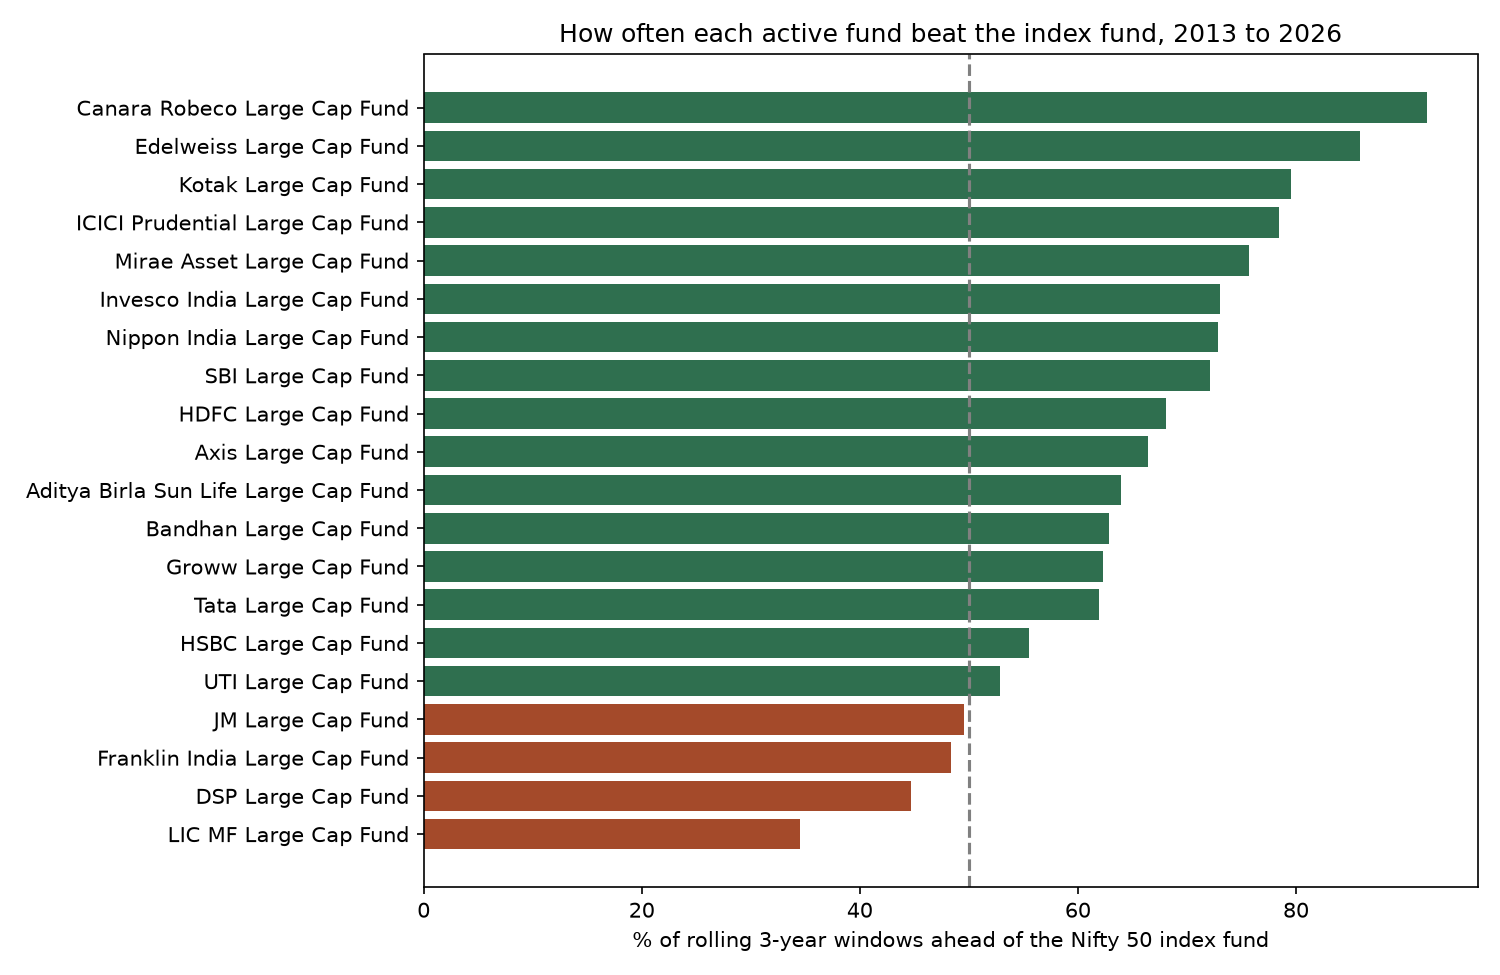 How often each active fund beat the index fund, 2013 to 2026
Canara Robeco Large Cap Fund
Edelweiss Large Cap Fund
Kotak Large Cap Fund
ICICI Prudential Large Cap Fund
Mirae Asset Large Cap Fund
Invesco India Large Cap Fund
Nippon India Large Cap Fund
SBI Large Cap Fund
HDFC Large Cap Fund
Axis Large Cap Fund
Aditya Birla Sun Life Large Cap Fund
Bandhan Large Cap Fund
Groww Large Cap Fund
Tata Large Cap Fund
HSBC Large Cap Fund
UTI Large Cap Fund
JM Large Cap Fund
Franklin India Large Cap Fund
DSP Large Cap Fund
LIC MF Large Cap Fund
0 20 40 60 80
% of rolling 3-year windows ahead of the Nifty 50 index fund